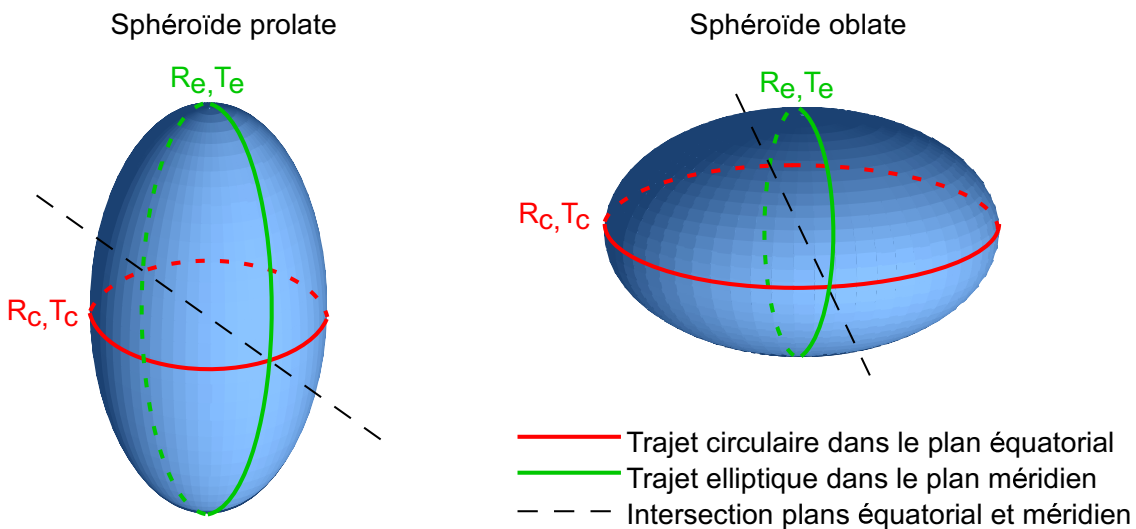 Sphéroïde prolate
Sphéroïde oblate
Re,Te
Re,Te
Rc,Tc
Rc,Tc
Trajet circulaire dans le plan équatorial
Trajet elliptique dans le plan méridien
Intersection plans équatorial et méridien